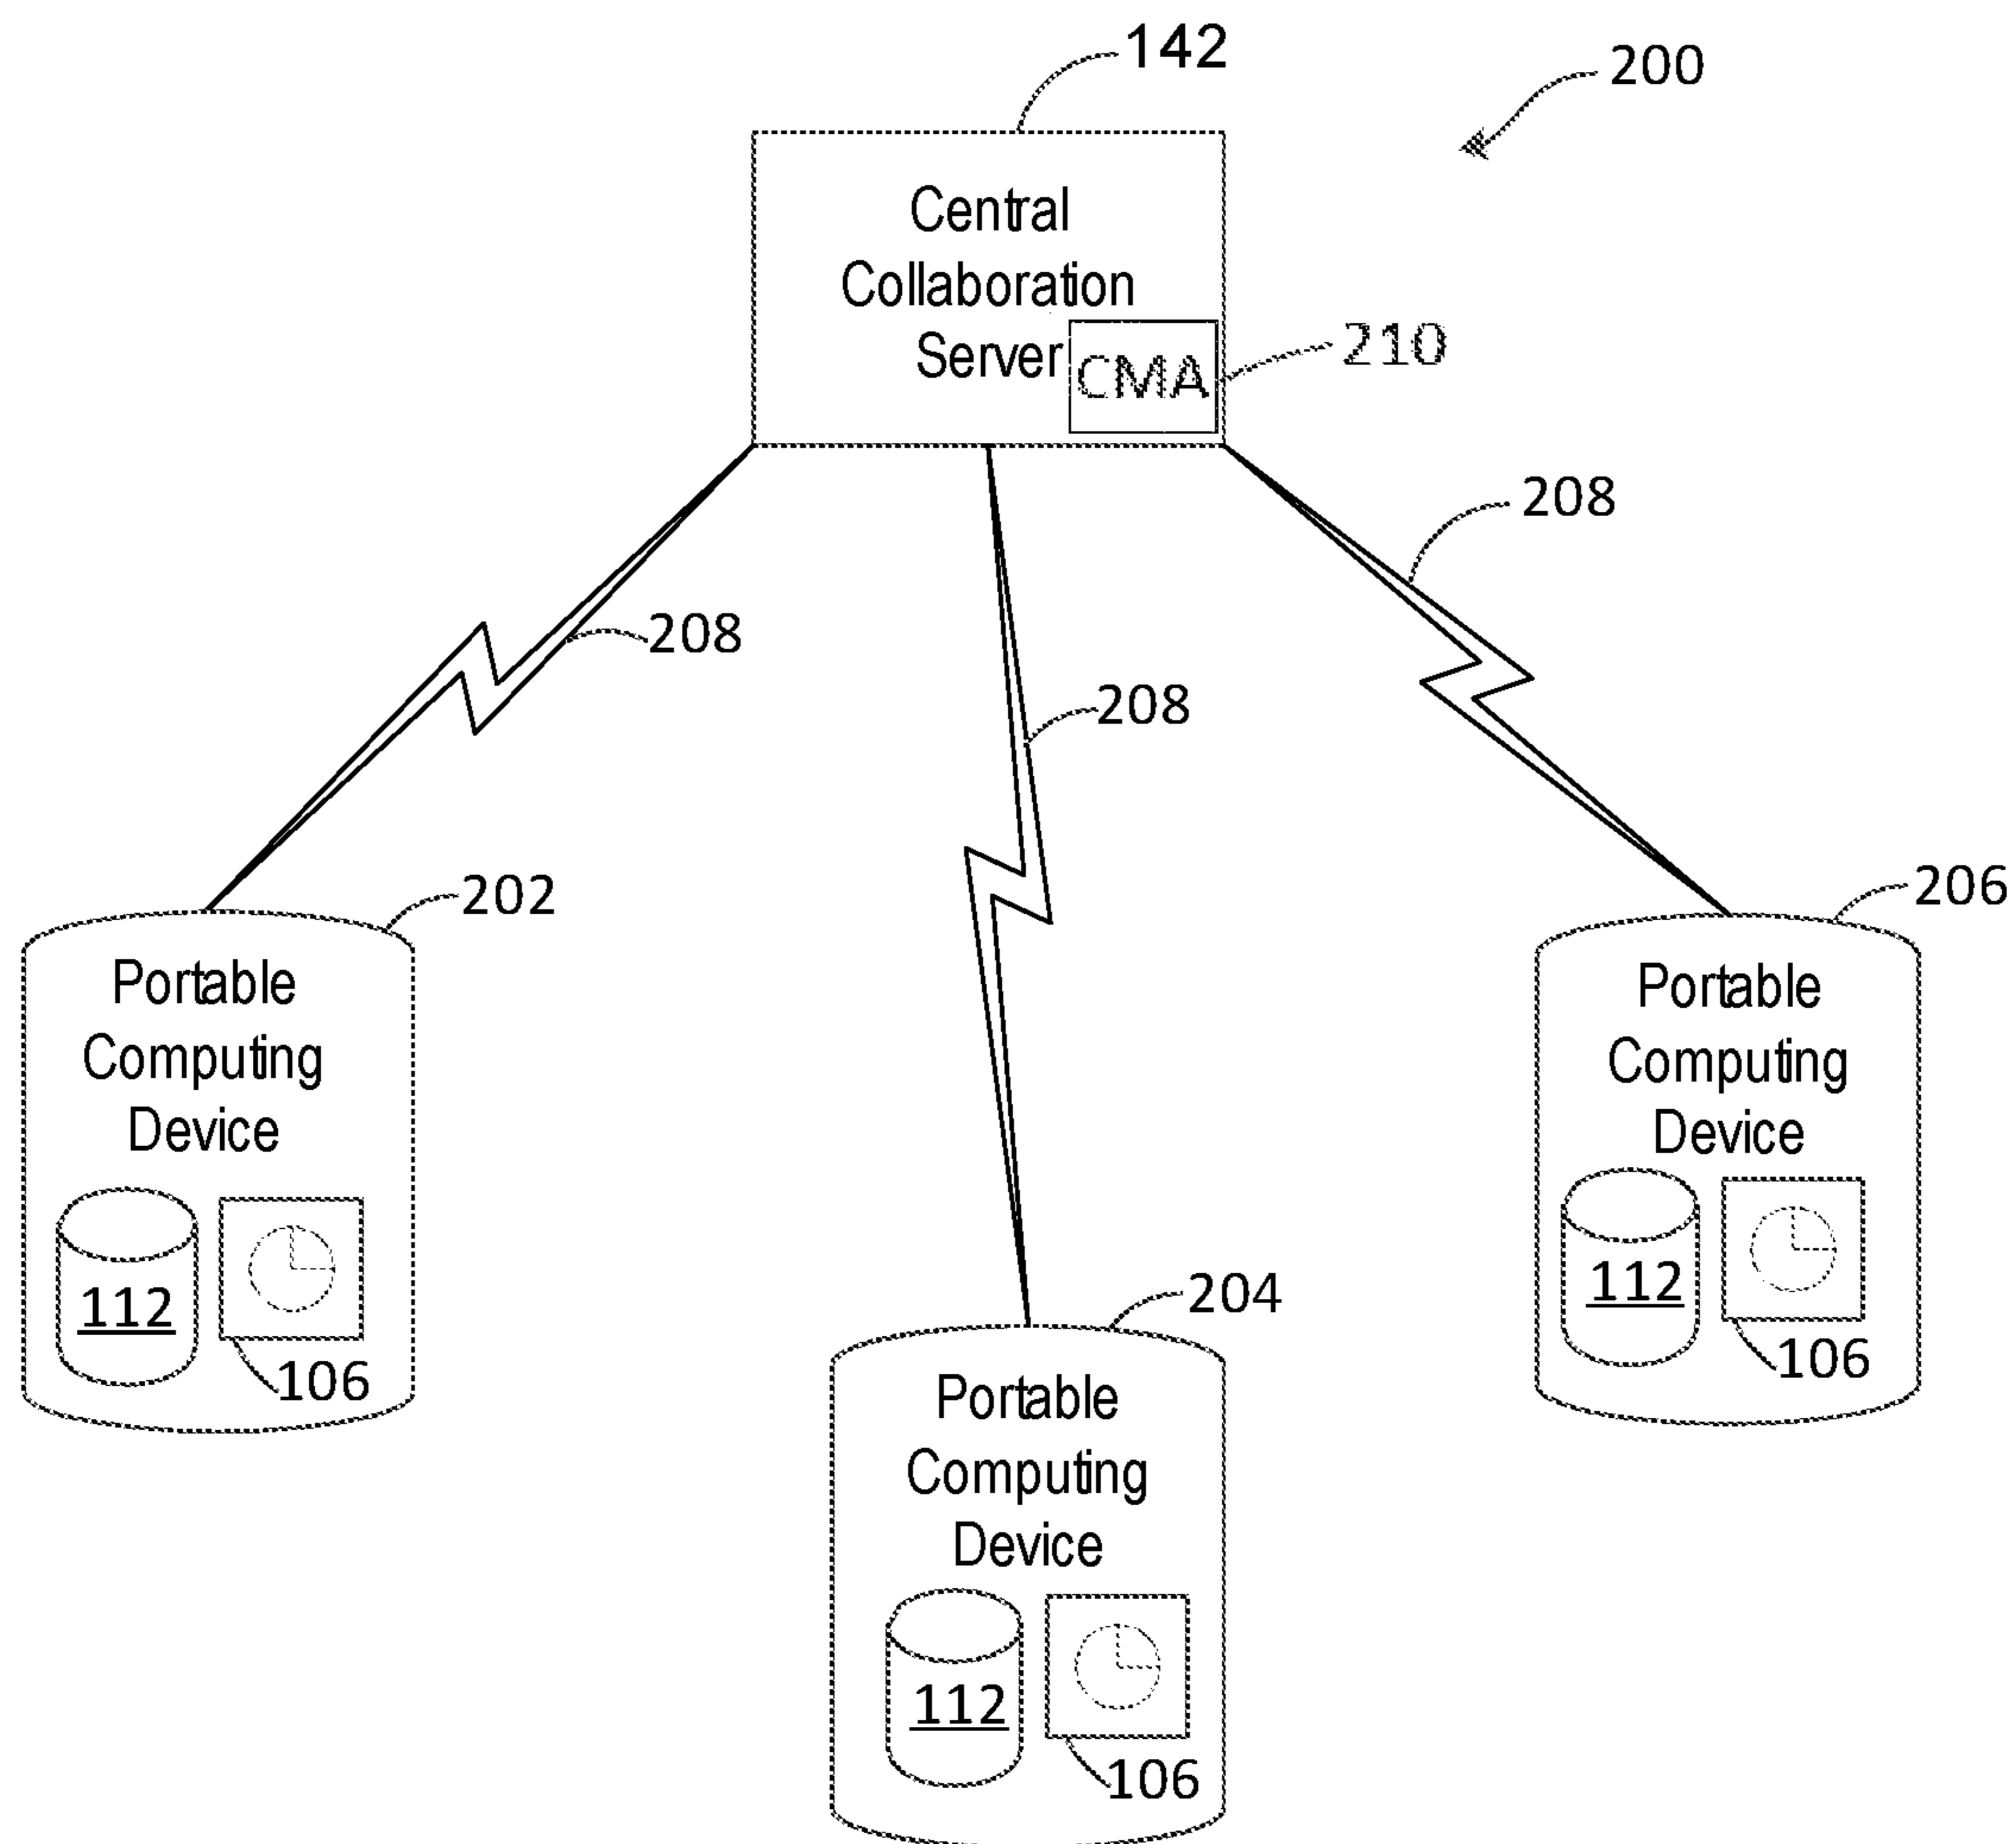 142
200
Central
Collaboration
Server
CMA
210
208
208
208
202
206
Portable
Computing
Device
112
106
Portable
Computing
Device
112
106
204
Portable
Computing
Device
112
106